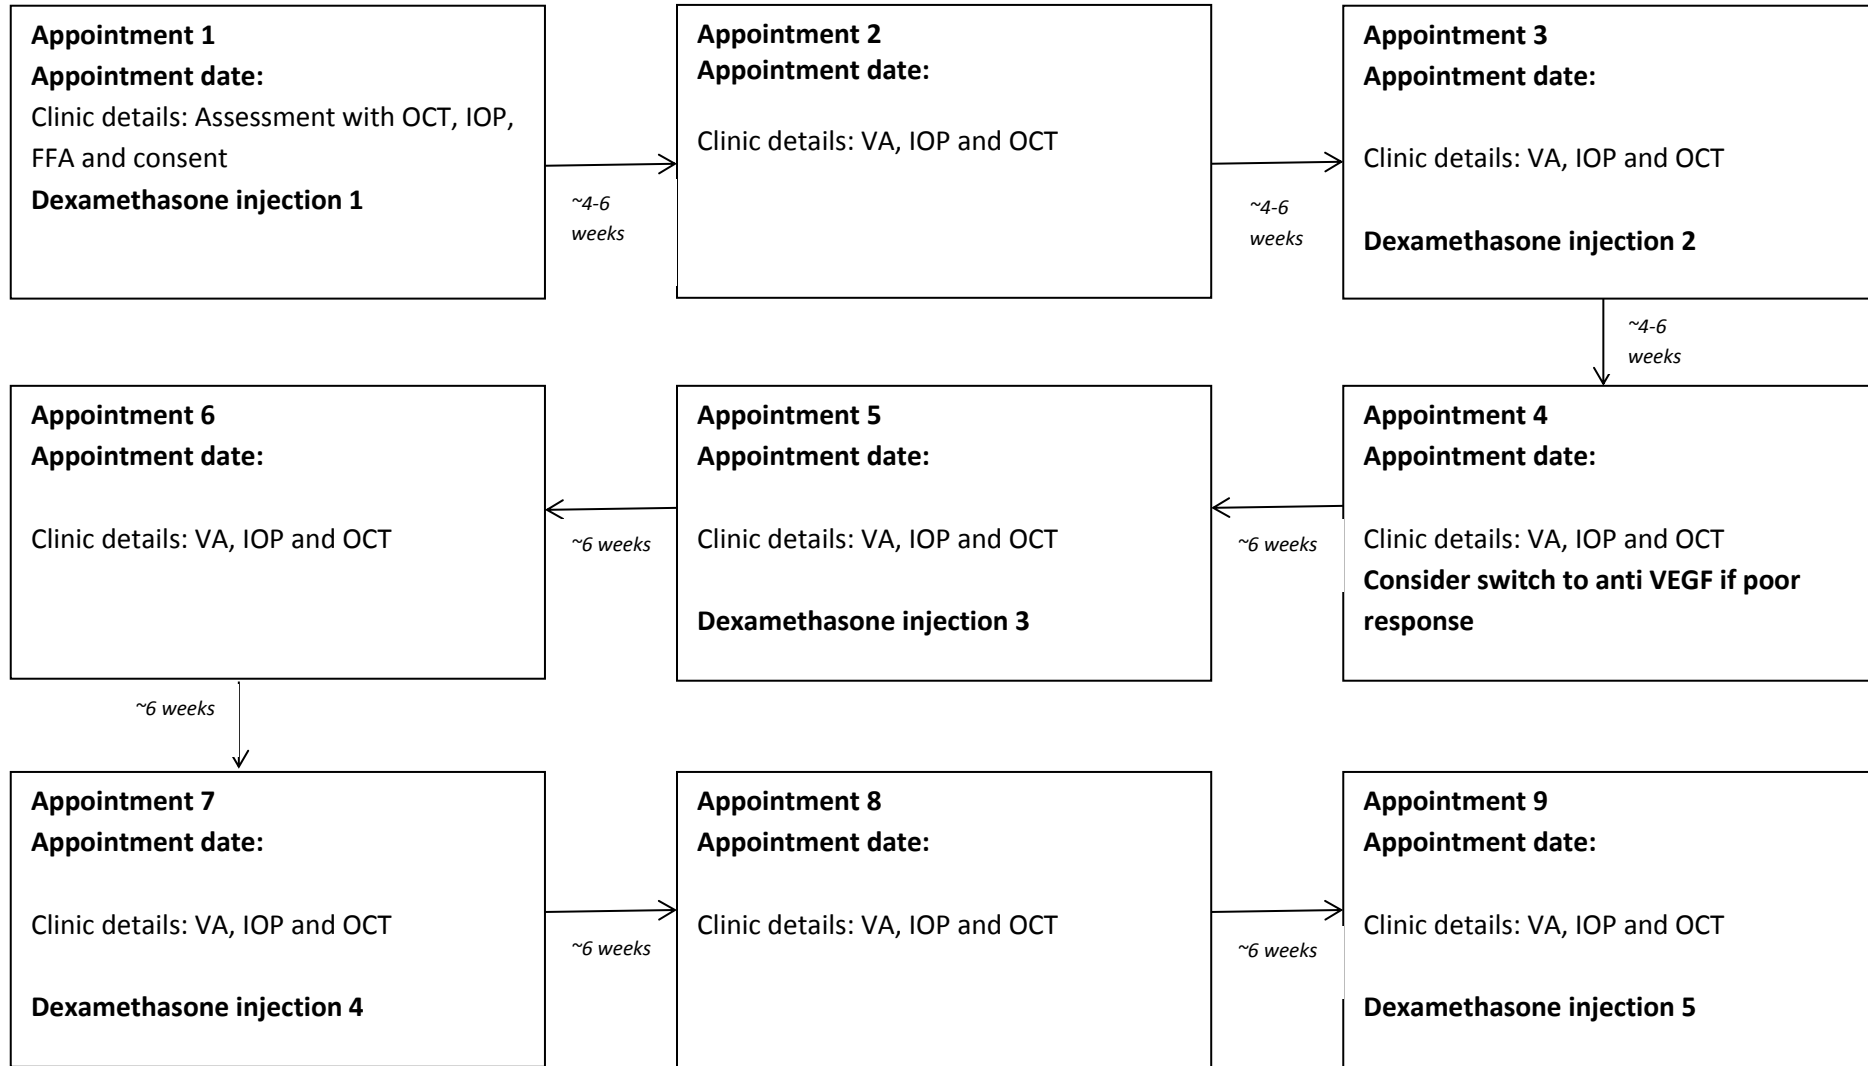 Appointment 1
Appointment date:
Clinic details: Assessment with OCT, IOP,
FFA and consent
Dexamethasone injection 1
~4-6
weeks
Appointment 2
Appointment date:
Clinic details: VA, IOP and OCT
~4-6
weeks
Appointment 3
Appointment date:
Clinic details: VA, IOP and OCT
Dexamethasone injection 2
~4-6
weeks
Appointment 4
Appointment date:
Clinic details: VA, IOP and OCT
Consider switch to anti VEGF if poor
response
~6 weeks
Appointment 5
Appointment date:
Clinic details: VA, IOP and OCT
Dexamethasone injection 3
~6 weeks
Appointment 6
Appointment date:
Clinic details: VA, IOP and OCT
~6 weeks
Appointment 7
Appointment date:
Clinic details: VA, IOP and OCT
Dexamethasone injection 4
~6 weeks
Appointment 8
Appointment date:
Clinic details: VA, IOP and OCT
~6 weeks
Appointment 9
Appointment date:
Clinic details: VA, IOP and OCT
Dexamethasone injection 5